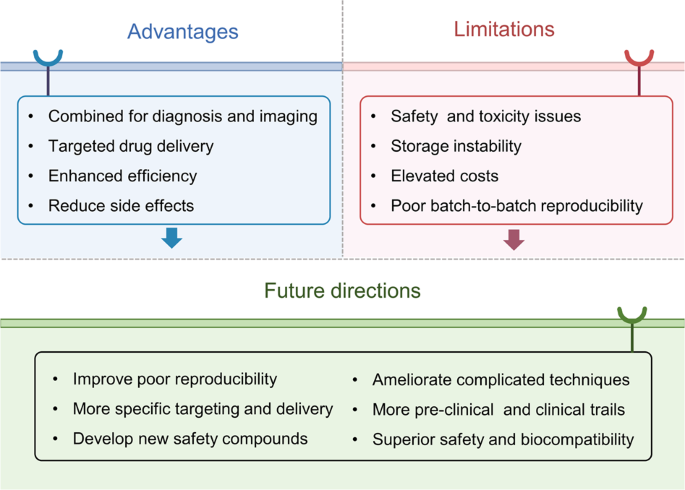 Advantages
Limitations
• Combined for diagnosis and imaging
• Targeted drug delivery
• Enhanced efficiency
• Reduce side effects
• Safety and toxicity issues
• Storage instability
• Elevated costs
• Poor batch-to-batch reproducibility
Future directions
• Improve poor reproducibility
• More specific targeting and delivery
• Develop new safety compounds
• Ameliorate complicated techniques
• More pre-clinical and clinical trails
• Superior safety and biocompatibility